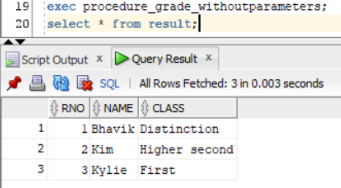 19 exec procedure_grade_withoutparameters;
20 select * from result;
Script Output x Query Result x
SQL | All Rows Fetched: 3 in 0.003 seconds
RNO NAME CLASS
1 1 Bhavik Distinction
2 2 Kim Higher second
3 3 Kylie First